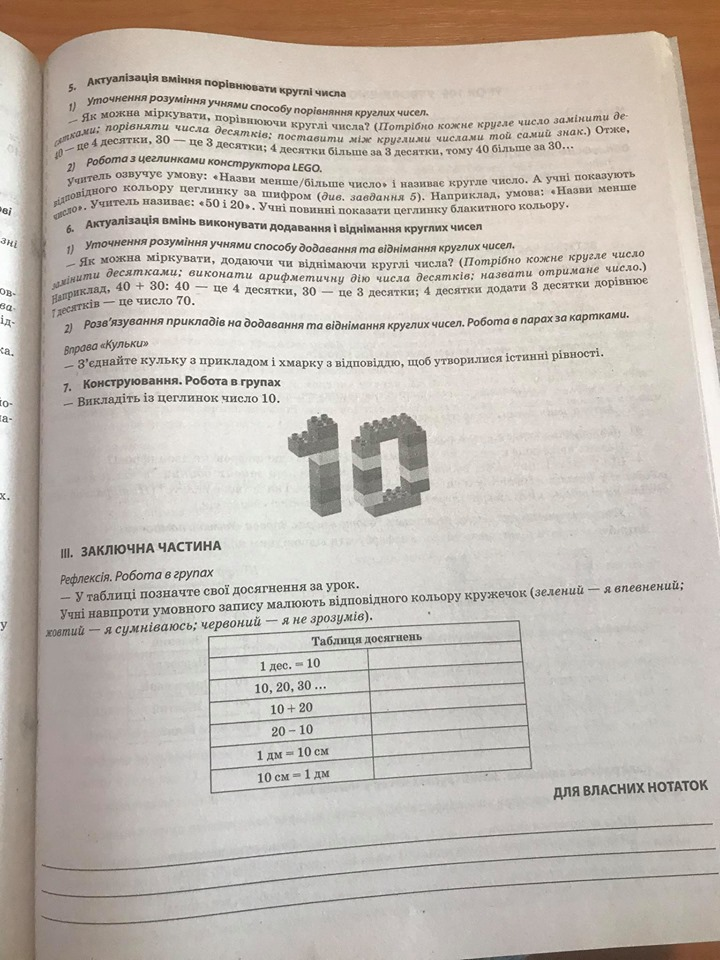 5. Актуалізація вміння порівнювати круглі числа
1) Уточнення розуміння учнями способу порівняння круглих чисел.
— Як можна міркувати, порівнюючи круглі числа? (Потрібно кожне кругле число замінити де-
сятками; порівняти числа десятків; поставити між круглими числами той самий знак.) Отже,
40 — це 4 десятки, 30 — це 3 десятки; 4 десятки більше за 3 десятки, тому 40 більше за 30…
2) Робота з цеглинками конструктора LEGO.
Учитель озвучує умову: «Назви менше/більше число» і називає кругле число. А учні показують
відповідного кольору цеглинку за шифром (див. завдання 5). Наприклад, умова: «Назви менше
число». Учитель називає: «50 і 20». Учні повинні показати цеглинку блакитного кольору.
6. Актуалізація вмінь виконувати додавання і віднімання круглих чисел
1) Уточнення розуміння учнями способу додавання та віднімання круглих чисел.
— Як можна міркувати, додаючи чи віднімаючи круглі числа? (Потрібно кожне кругле число
замінити десятками; виконати арифметичну дію числа десятків; назвати отримане число.)
Наприклад, 40 + 30: 40 — це 4 десятки, 30 — це 3 десятки; 4 десятки додати 3 десятки дорівнює
7 десятків — це число 70.
2) Розв’язування прикладів на додавання та віднімання круглих чисел. Робота в парах за картками.
Вправа «Кульки»
— З’єднайте кульку з прикладом і хмарку з відповіддю, щоб утворилися істинні рівності.
7. Конструювання. Робота в групах
— Викладіть із цеглинок число 10.
10
III. ЗАКЛЮЧНА ЧАСТИНА
Рефлексія. Робота в групах
— У таблиці позначте свої досягнення за урок.
Учні навпроти умовного запису малюють відповідного кольору кружечок (зелений — я впевнений;
жовтий — я сумніваюсь; червоний — я не зрозумів).
Таблиця досягнень
1 дес. = 10
10, 20, 30 …
10 + 20
20 − 10
1 дм = 10 см
10 см = 1 дм
ДЛЯ ВЛАСНИХ НОТАТОК